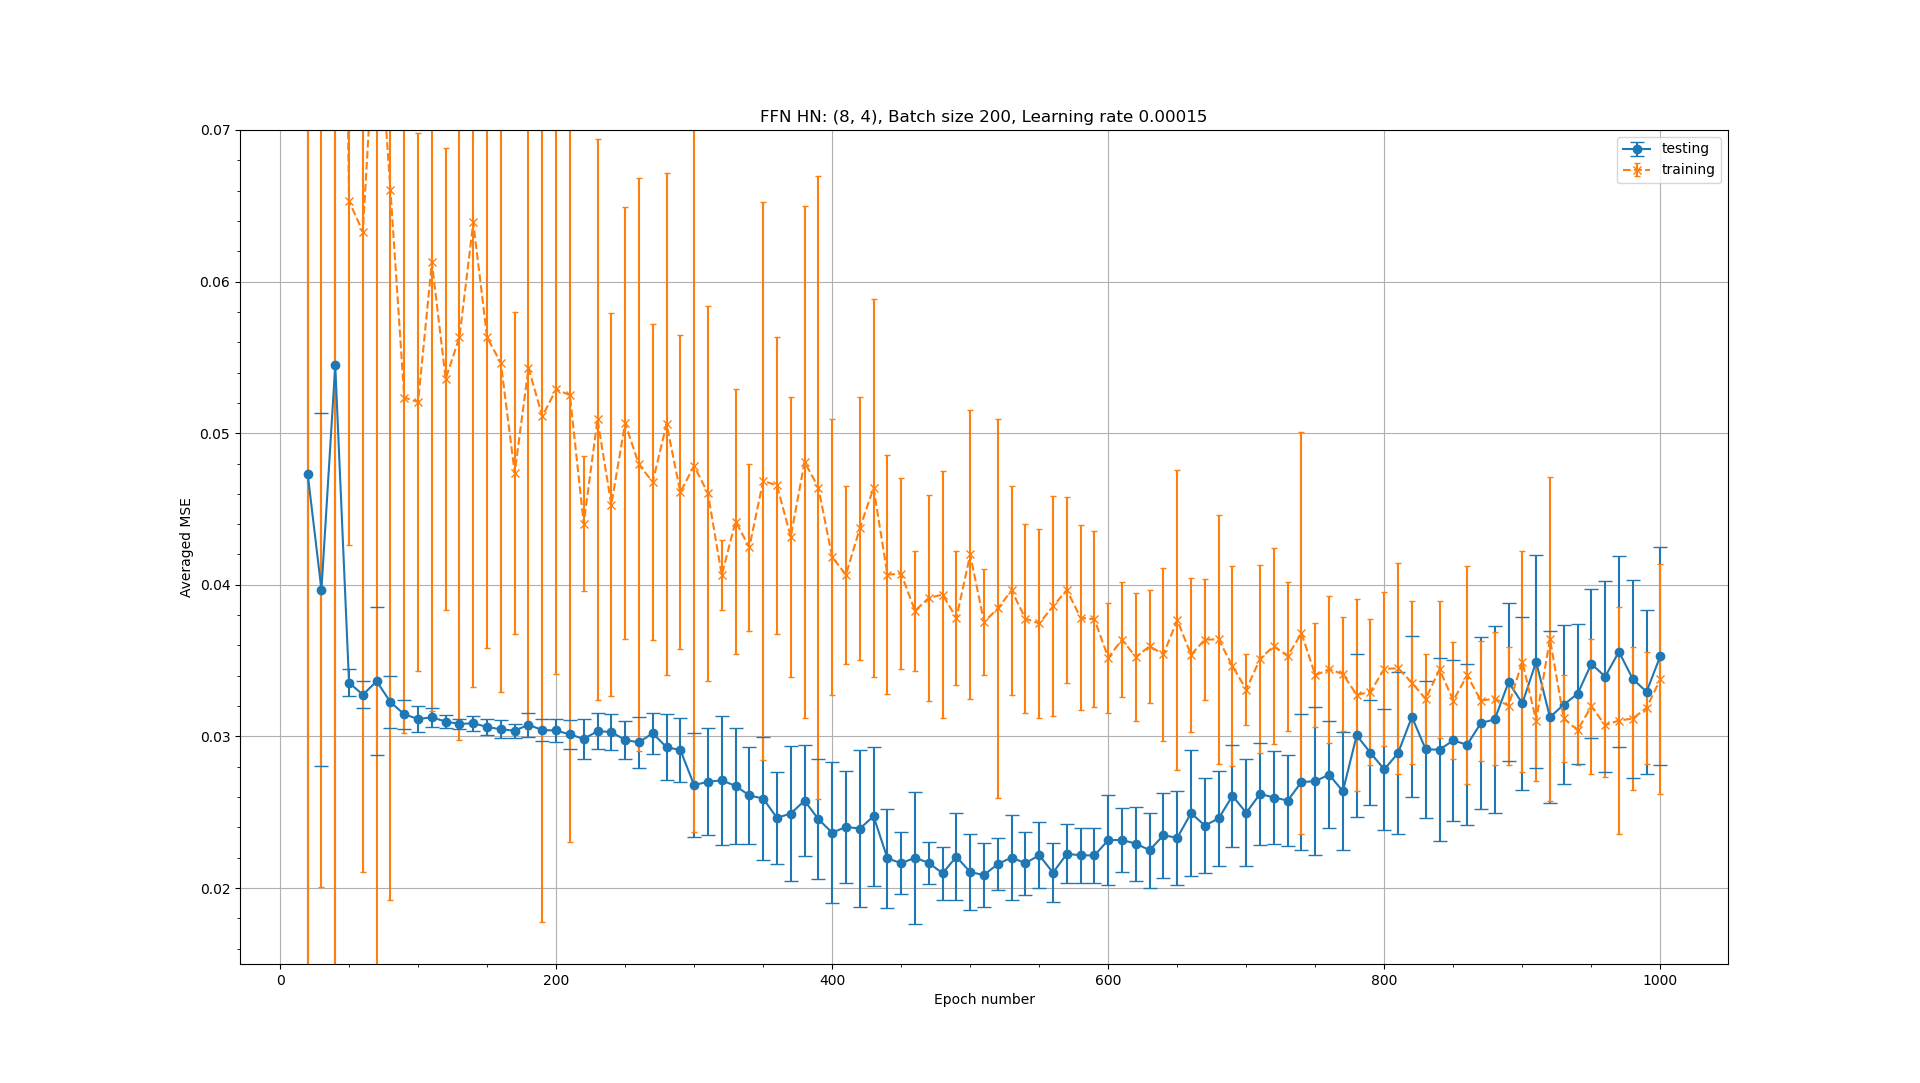 FFN HN: (8, 4), Batch size 200, Learning rate 0.00015
testing
training
0.07
0.06
0.05
0.04
0.03
0.02
Averaged MSE
0
200
400
600
800
1000
Epoch number